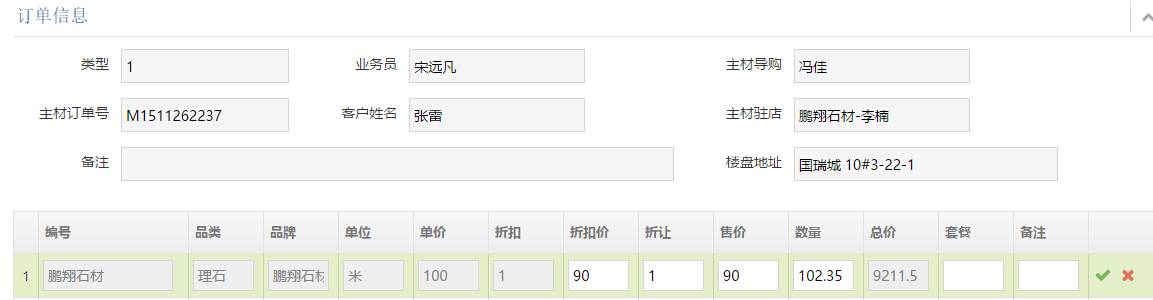 订单信息
类型 1 业务员 宋远凡 主材导购 冯佳
主材订单号 M1511262237 客户姓名 张雷 主材驻店 鹏翔石材-李楠
备注 楼盘地址 国瑞城 10#3-22-1
编号 品类 品牌 单位 单价 折扣 折扣价 折让 售价 数量 总价 套餐 备注
1 鹏翔石材 理石 鹏翔石材 米 100 1 90 1 90 102.35 9211.5